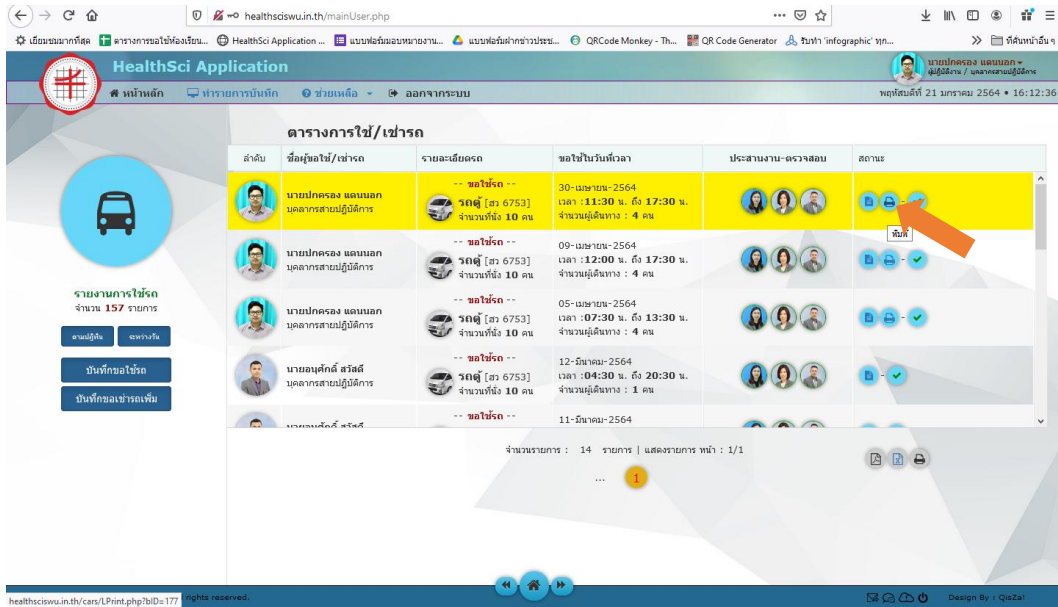 healthsciswu.in.th/mainUser.php
เยี่ยมชมมากที่สุด ตารางการขอใช้ห้องเรียน... HealthSci Application ... แบบฟอร์มมอบหมายงาน... แบบฟอร์มฝากข่าวประช... QRCode Monkey - Th... QR Code Generator รับทำ 'infographic' ทุก... ที่คั่นหน้าอื่น ๆ
HealthSci Application
นายปกครอง แดนนอก
ผู้ปฏิบัติงาน / บุคลากรสายปฏิบัติการ
หน้าหลัก ทำรายการบันทึก ช่วยเหลือ ออกจากระบบ
พฤหัสบดีที่ 21 มกราคม 2564 • 16:12:36
ตารางการใช้/เช่ารถ
ลำดับ ชื่อผู้ขอใช้/เช่ารถ รายละเอียดรถ ขอใช้ในวันที่เวลา ประสานงาน-ตรวจสอบ สถานะ
-- ขอใช้รถ --
นายปกครอง แดนนอก
บุคลากรสายปฏิบัติการ
รถตู้ [ฮว 6753]
จำนวนที่นั่ง 10 คน
30-เมษายน-2564
เวลา :11:30 น. ถึง 17:30 น.
จำนวนผู้เดินทาง : 4 คน
พิมพ์
-- ขอใช้รถ --
นายปกครอง แดนนอก
บุคลากรสายปฏิบัติการ
รถตู้ [ฮว 6753]
จำนวนที่นั่ง 10 คน
09-เมษายน-2564
เวลา :12:00 น. ถึง 17:30 น.
จำนวนผู้เดินทาง : 4 คน
-- ขอใช้รถ --
นายปกครอง แดนนอก
บุคลากรสายปฏิบัติการ
รถตู้ [ฮว 6753]
จำนวนที่นั่ง 10 คน
05-เมษายน-2564
เวลา :07:30 น. ถึง 13:30 น.
จำนวนผู้เดินทาง : 4 คน
-- ขอใช้รถ --
นายอนุศักดิ์ สวัสดี
บุคลากรสายปฏิบัติการ
รถตู้ [ฮว 6753]
จำนวนที่นั่ง 10 คน
12-มีนาคม-2564
เวลา :04:30 น. ถึง 20:30 น.
จำนวนผู้เดินทาง : 1 คน
-- ขอใช้รถ --
11-มีนาคม-2564
รายงานการใช้รถ
จำนวน 157 รายการ
ตามปฏิทิน ระหว่างวัน
บันทึกขอใช้รถ
บันทึกขอเช่ารถเพิ่ม
จำนวนรายการ : 14 รายการ | แสดงรายการ หน้า : 1/1
... 1
healthsciswu.in.th/cars/LPrint.php?bID=177 rights reserved.
Design By : QisZa!